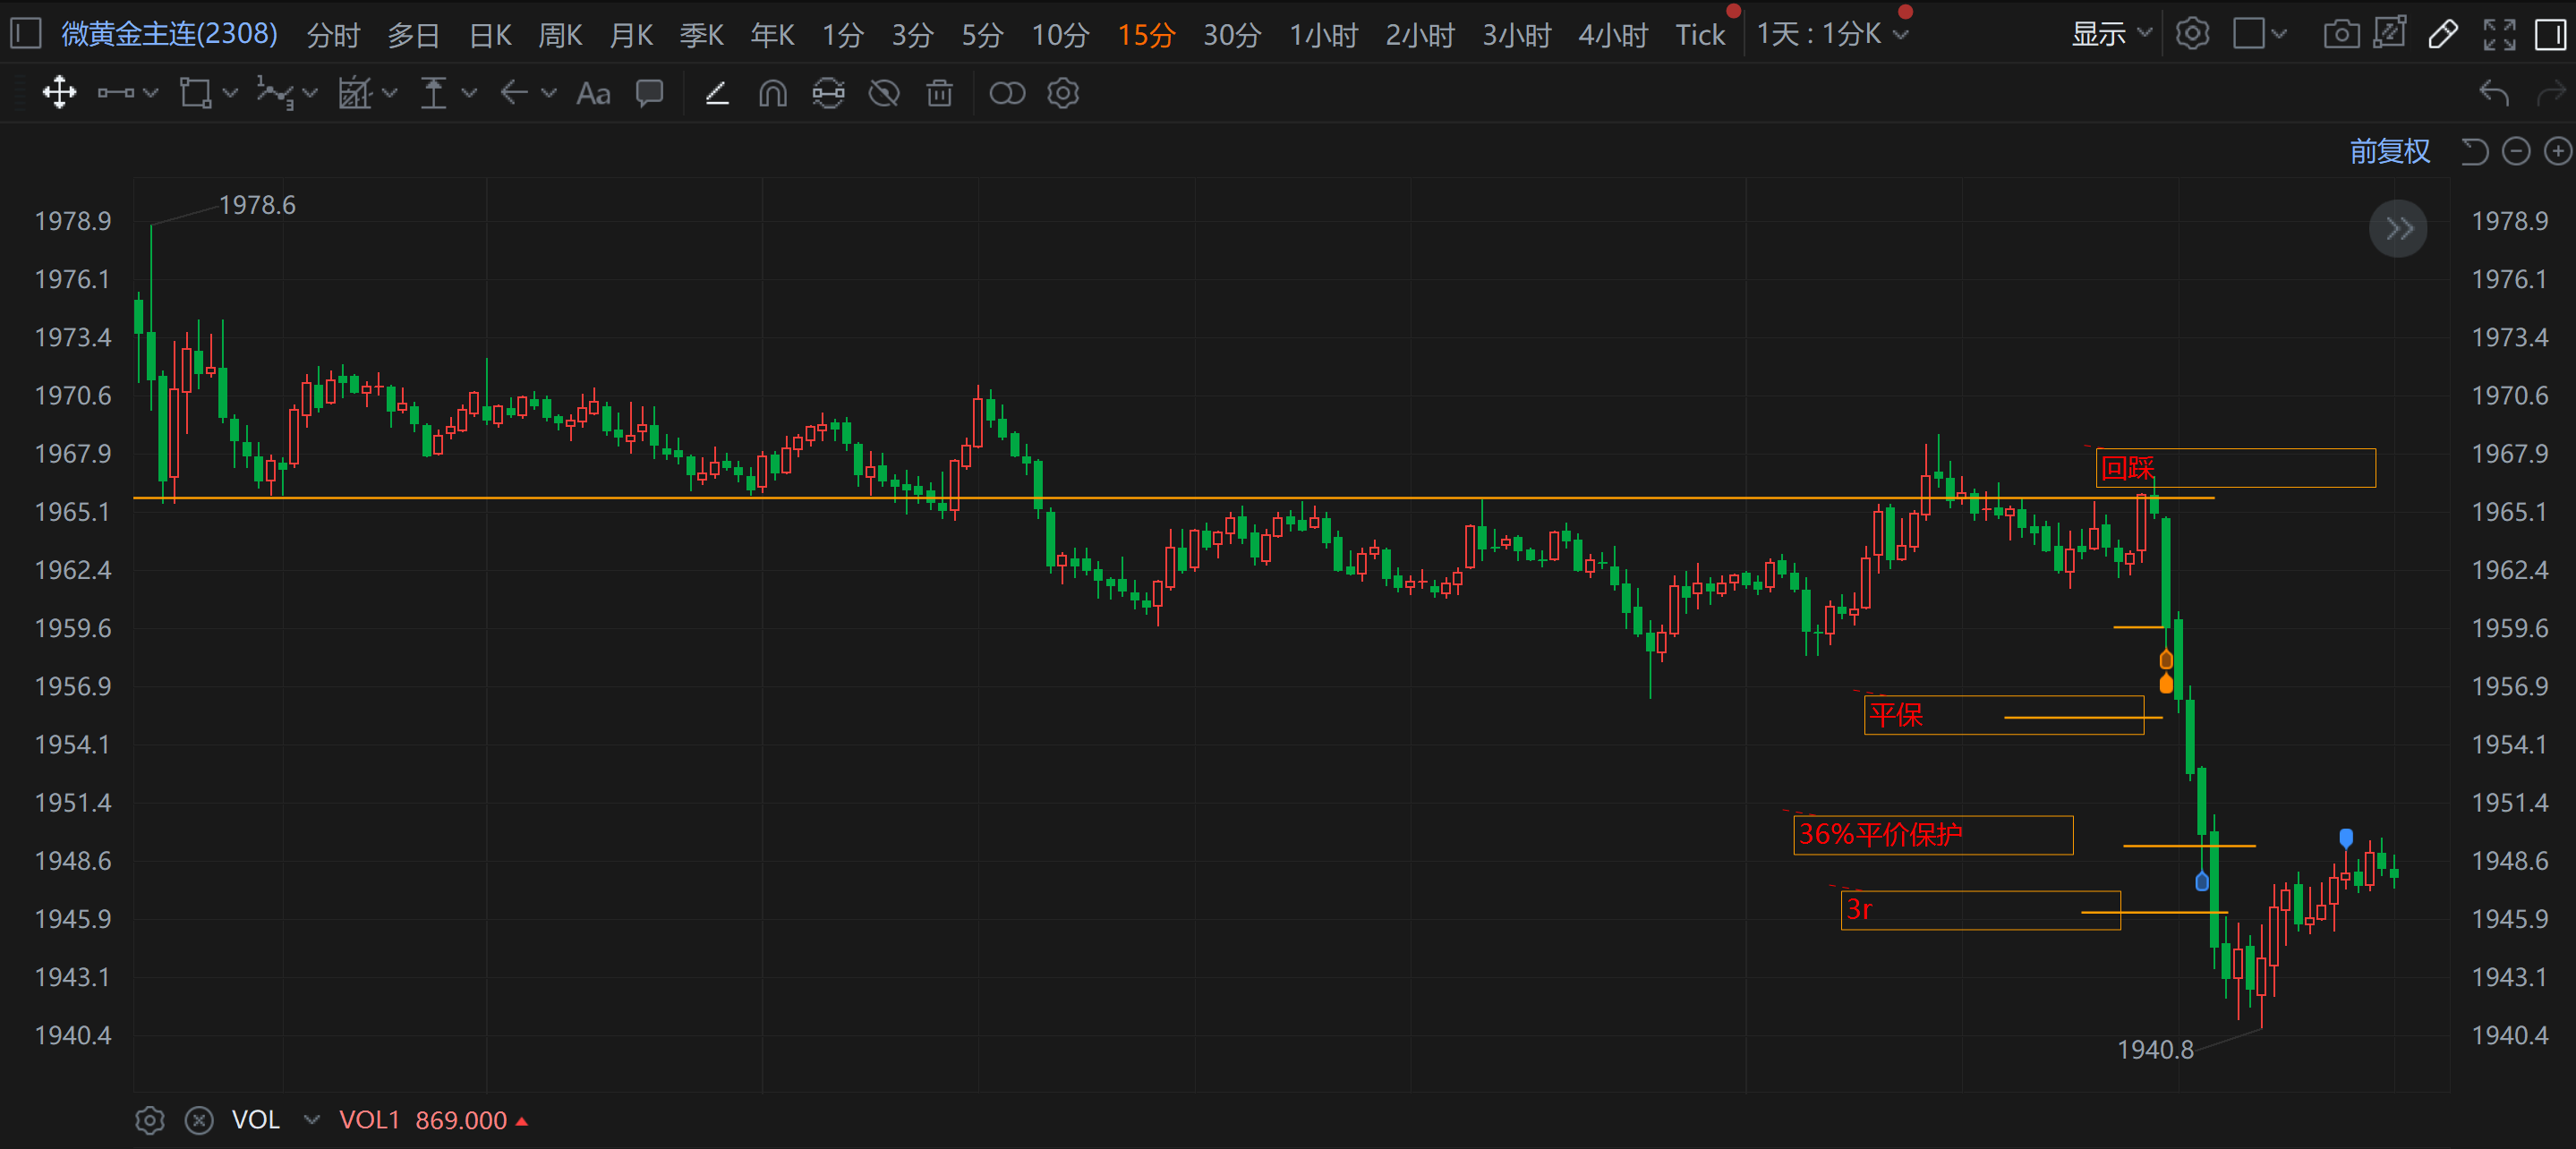 微黄金主连(2308) 分时 多日 日K 周K 月K 季K 年K 1分 3分 5分 10分 15分 30分 1小时 2小时 3小时 4小时 Tick 1天 : 1分K 显示
1 3 Aa
前复权
1978.6
1978.9 1978.9
1976.1 1976.1
1973.4 1973.4
1970.6 1970.6
1967.9 1967.9
回踩
1965.1 1965.1
1962.4 1962.4
1959.6 1959.6
1956.9 1956.9
平保
1954.1 1954.1
1951.4 1951.4
36%平价保护
1948.6 1948.6
3r
1945.9 1945.9
1943.1 1943.1
1940.4 1940.4
1940.8
VOL VOL1 869.000